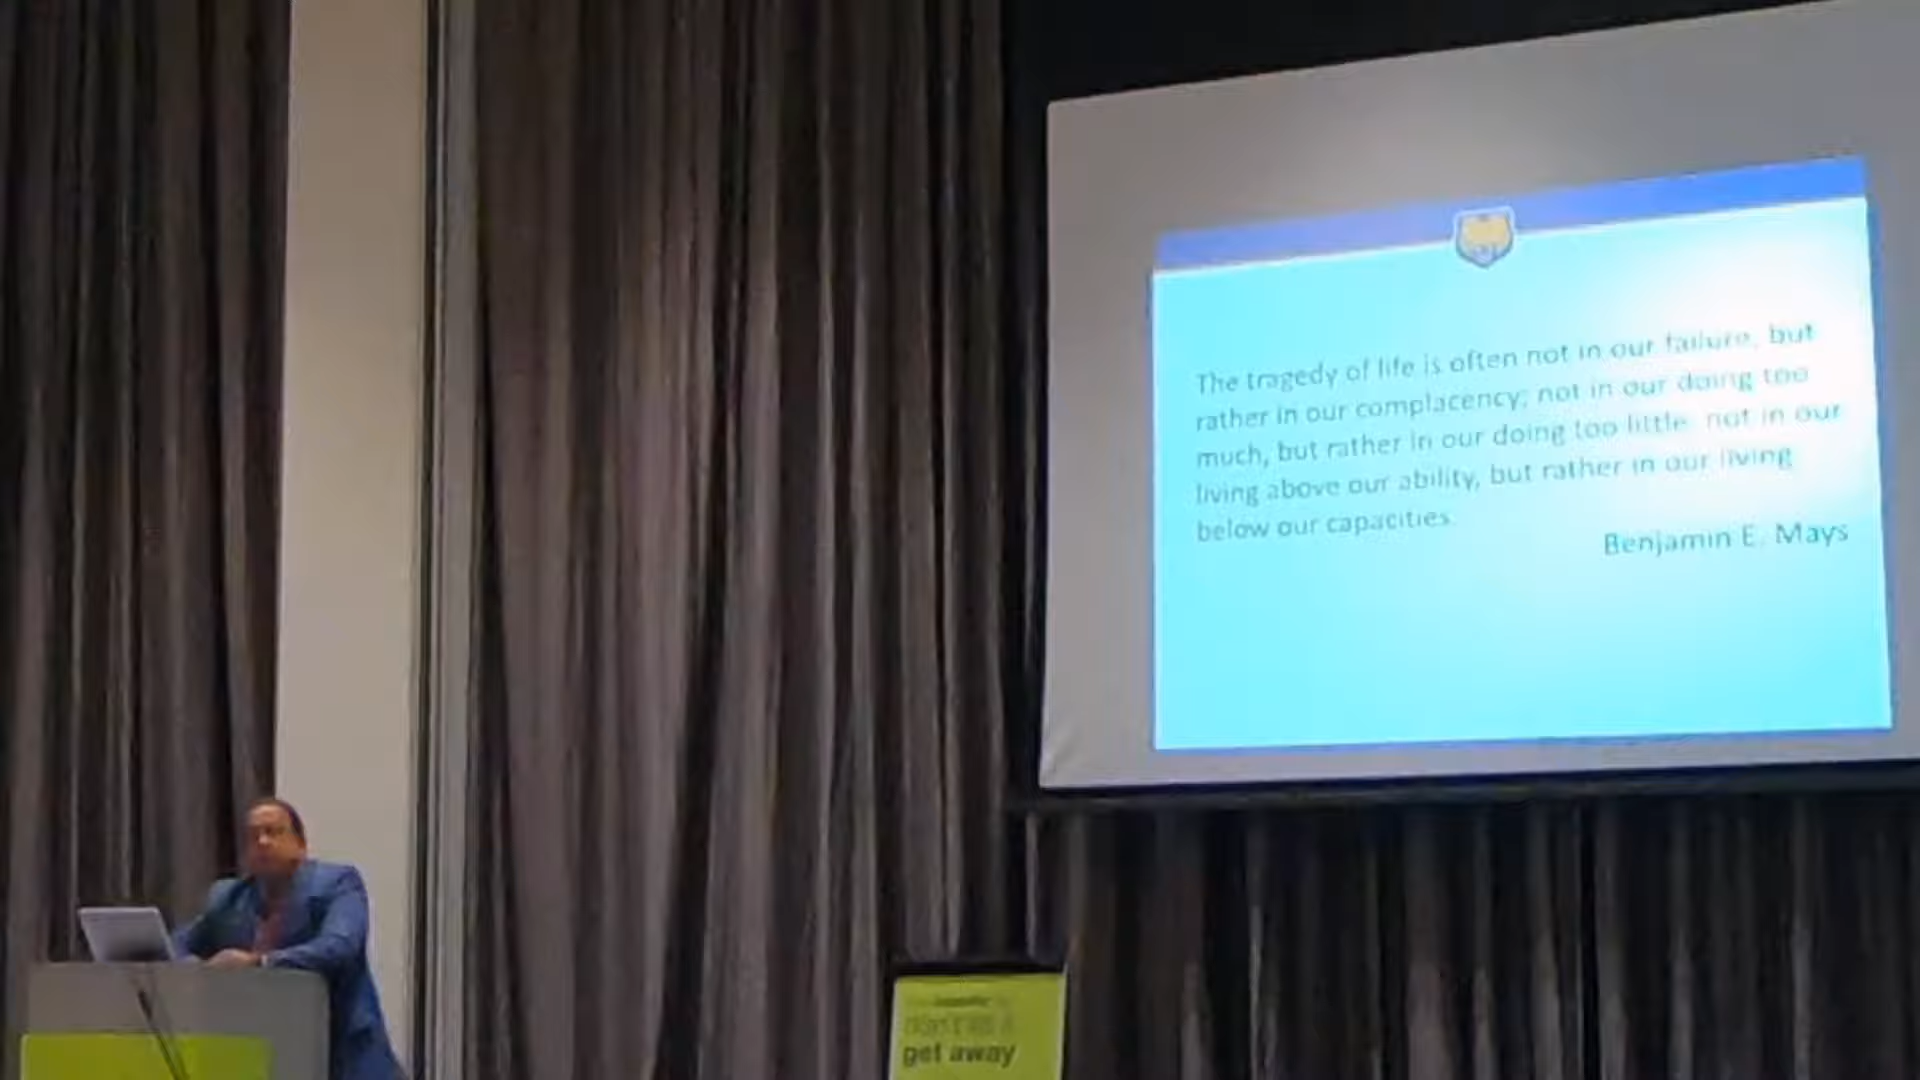 The tragedy of life is often not in our failure, but
rather in our complacency; not in our doing too
much, but rather in our doing too little; not in our
living above our ability, but rather in our living
below our capacities.
Benjamin E. Mays
get away